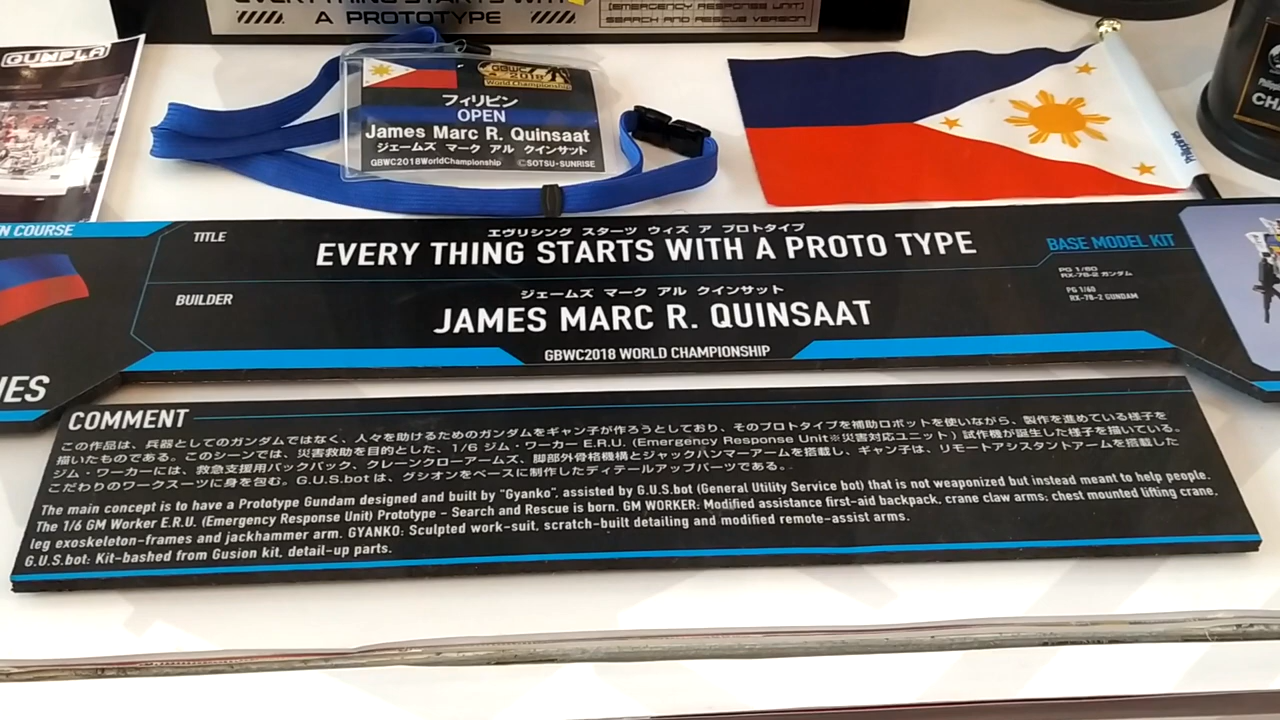 EVERYTHING STARTS WITH
A PROTOTYPE
[EMERGENCY RESPONSE UNIT]
SEARCH AND RESCUE VERSION
GUNPLA
GBWC
2018
World Championship
フィリピン
OPEN
James Marc R. Quinsaat
ジェームズ マーク アル クインサット
GBWC2018WorldChampionship ©SOTSU・SUNRISE
Philippines
N COURSE
TITLE
エヴリシング スターツ ウィズ ア プロトタイプ
EVERY THING STARTS WITH A PROTO TYPE
BASE MODEL KIT
PG 1/60
RX-78-2 ガンダム
PG 1/60
RX-78-2 GUNDAM
BUILDER
ジェームズ マーク アル クインサット
JAMES MARC R. QUINSAAT
GBWC2018 WORLD CHAMPIONSHIP
COMMENT
この作品は、兵器としてのガンダムではなく、人々を助けるためのガンダムをギャン子が作ろうとしており、そのプロトタイプを補助ロボットを使いながら、製作を進めている様子を
描いたものである。このシーンでは、災害救助を目的とした、1/6 ジム・ワーカー E.R.U. (Emergency Response Unit※災害対応ユニット) 試作機が誕生した様子を描いている。
ジム・ワーカーには、救急支援用バックパック、クレーンクローアームズ、脚部外骨格機構とジャックハンマーアームを搭載し、ギャン子は、リモートアシスタントアームを搭載した
こだわりのワークスーツに身を包む。G.U.S.bot は、グシオンをベースに制作したディテールアップパーツである。
The main concept is to have a Prototype Gundam designed and built by "Gyanko", assisted by G.U.S.bot (General Utility Service bot) that is not weaponized but instead meant to help people.
The 1/6 GM Worker E.R.U. (Emergency Response Unit) Prototype - Search and Rescue is born. GM WORKER: Modified assistance first-aid backpack, crane claw arms: chest mounted lifting crane,
leg exoskeleton-frames and jackhammer arm. GYANKO: Sculpted work-suit, scratch-built detailing and modified remote-assist arms.
G.U.S.bot: Kit-bashed from Gusion kit, detail-up parts.